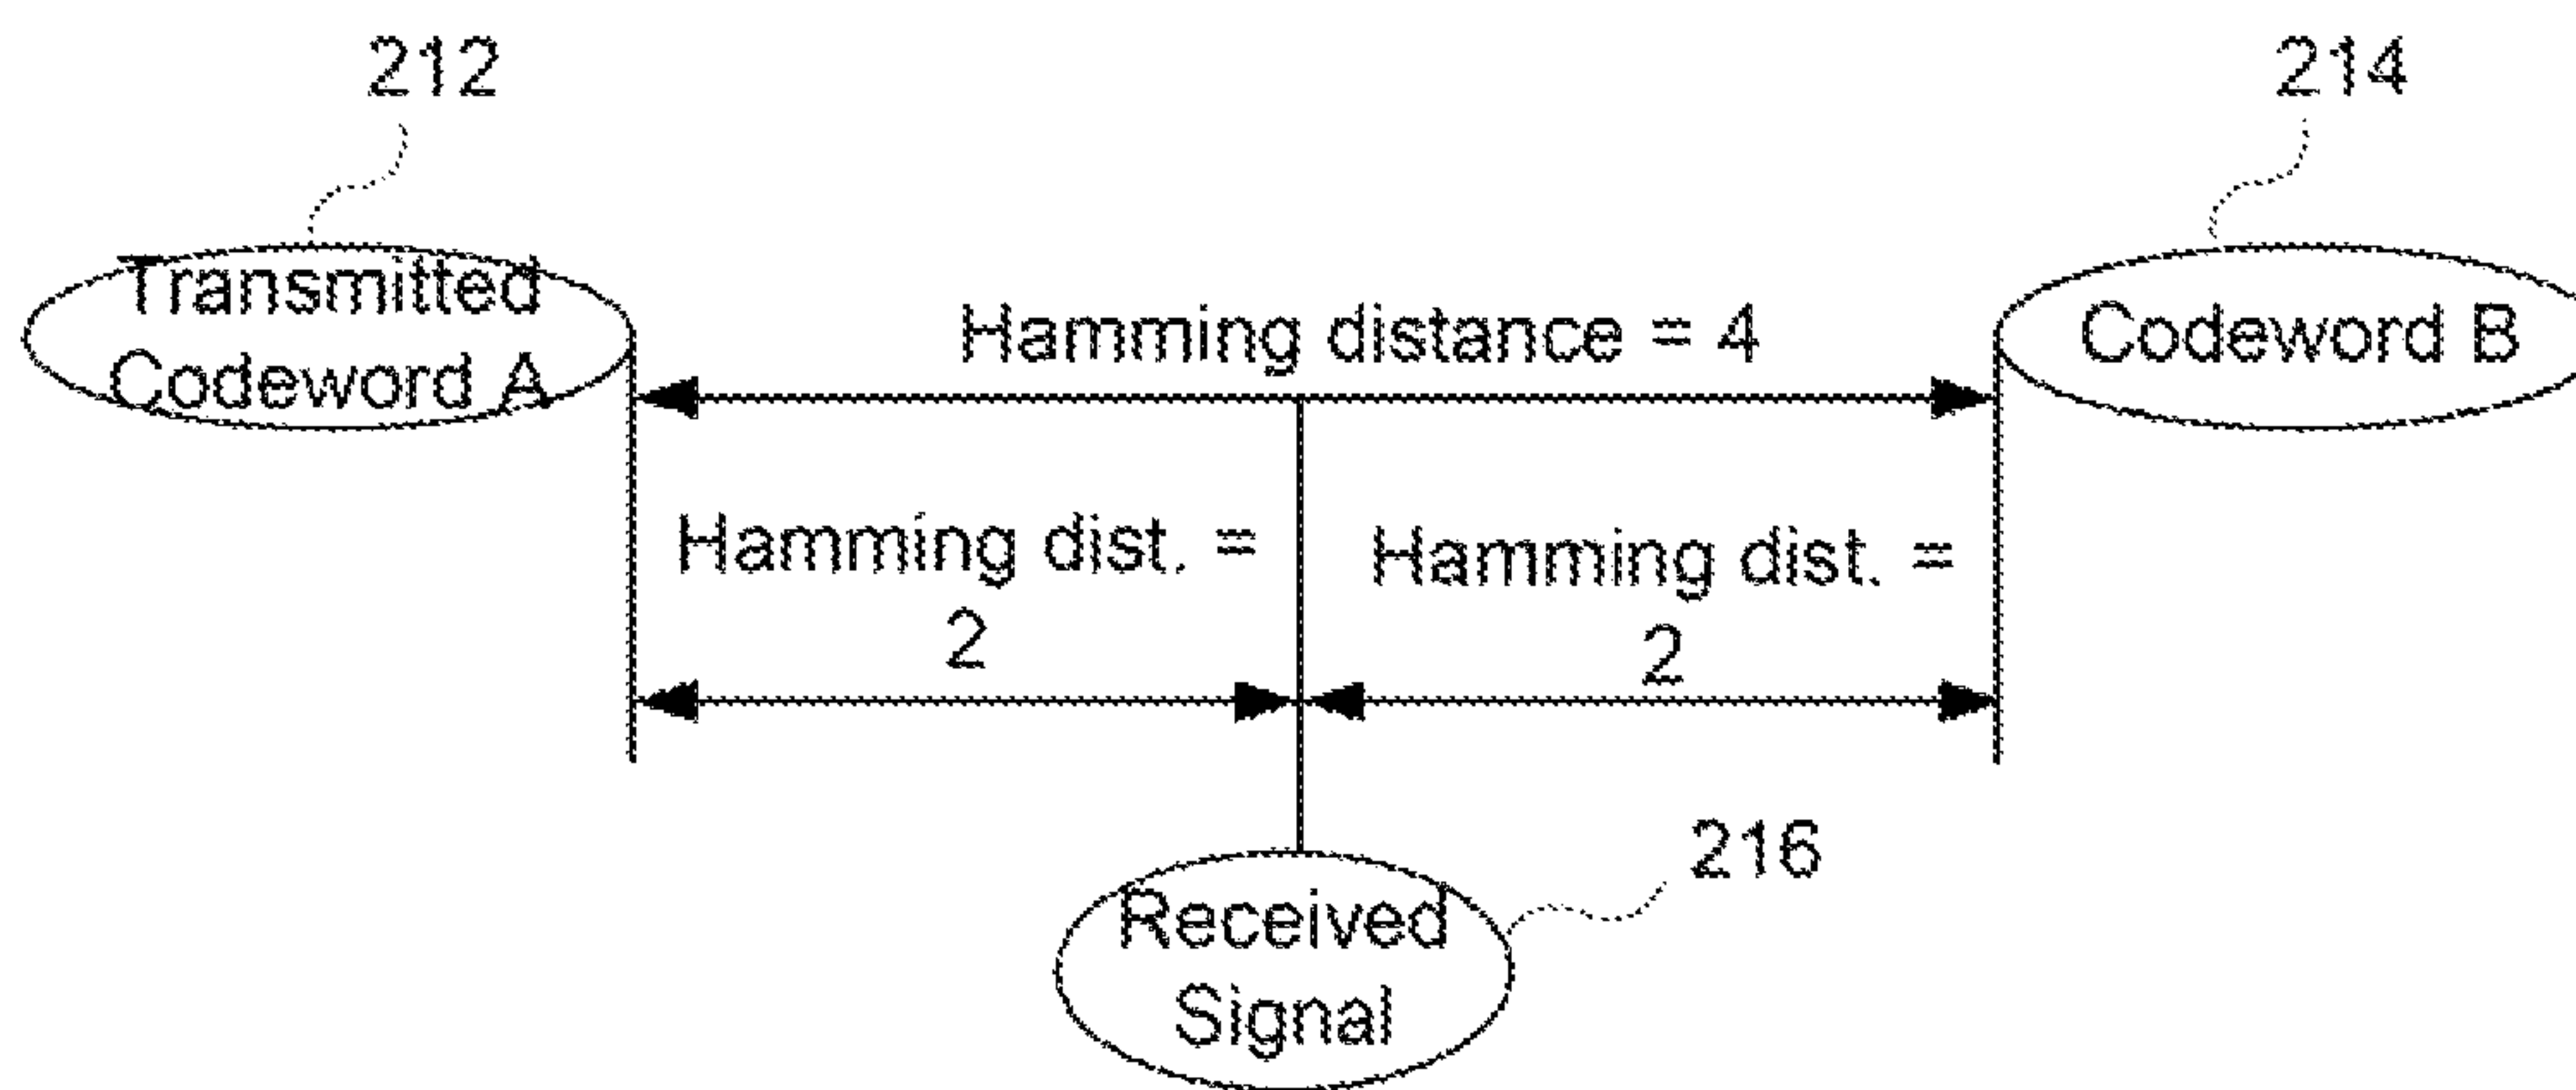 212
214
Transmitted
Codeword A
Hamming distance = 4
Codeword B
Hamming dist. =
2
Hamming dist. =
2
216
Received
Signal